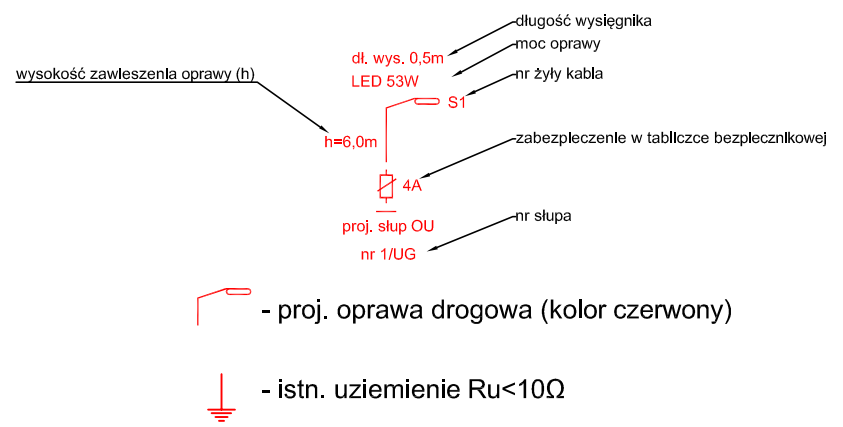 długość wysięgnika
dł. wys. 0,5m
moc oprawy
LED 53W
wysokość zawieszenia oprawy (h)
nr żyły kabla
S1
h=6,0m
zabezpieczenie w tabliczce bezpiecznikowej
4A
proj. słup OU
nr słupa
nr 1/UG
- proj. oprawa drogowa (kolor czerwony)
- istn. uziemienie Ru<10Ω